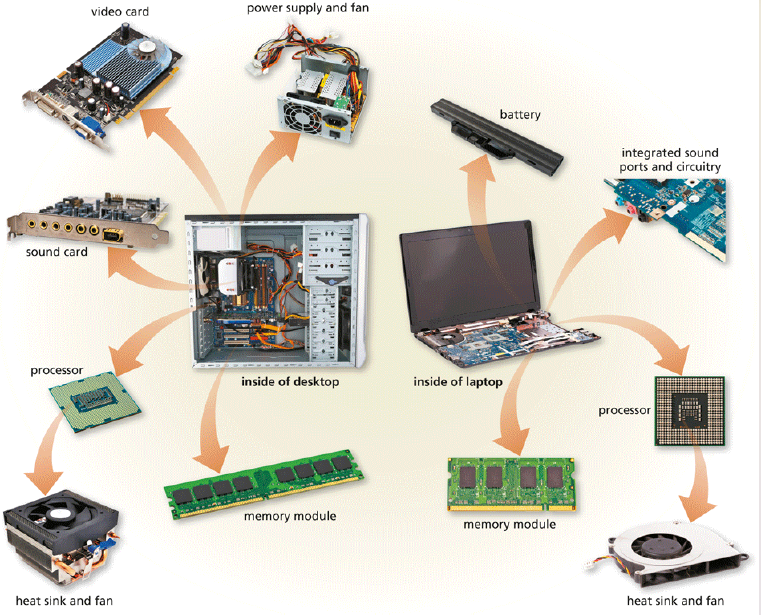 video card
power supply and fan
battery
integrated sound
ports and circuitry
sound card
inside of desktop
inside of laptop
processor
processor
memory module
memory module
heat sink and fan
heat sink and fan